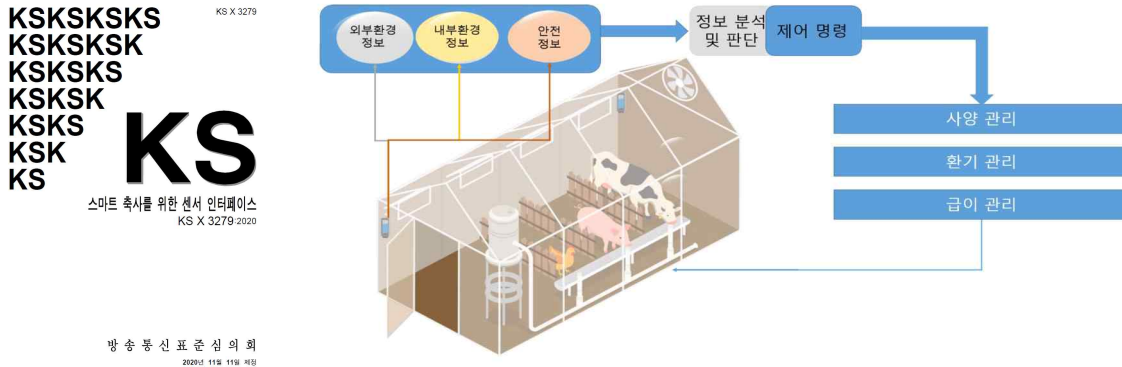 KSKSKSKS
KSKSKSK
KSKSKS
KSKSK
KSKS
KSK
KS
KS X 3279
KS
스마트 축사를 위한 센서 인터페이스
KS X 3279:2020
방 송 통 신 표 준 심 의 회
2020년 11월 11일 제정
외부환경
정보
내부환경
정보
안전
정보
정보 분석
및 판단
제어 명령
사양 관리
환기 관리
급이 관리